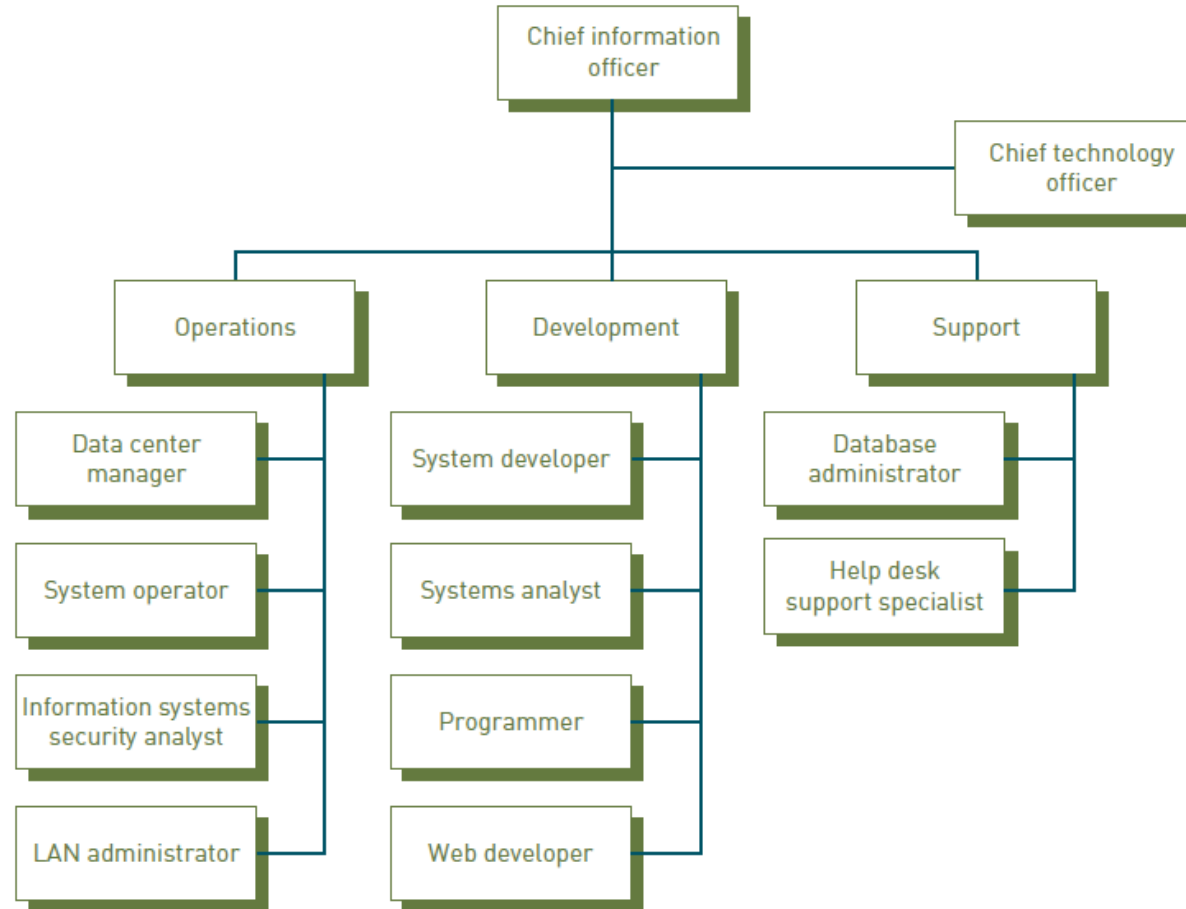 Chief information
officer
Chief technology
officer
Operations
Development
Support
Data center
manager
System operator
Information systems
security analyst
LAN administrator
System developer
Systems analyst
Programmer
Web developer
Database
administrator
Help desk
support specialist